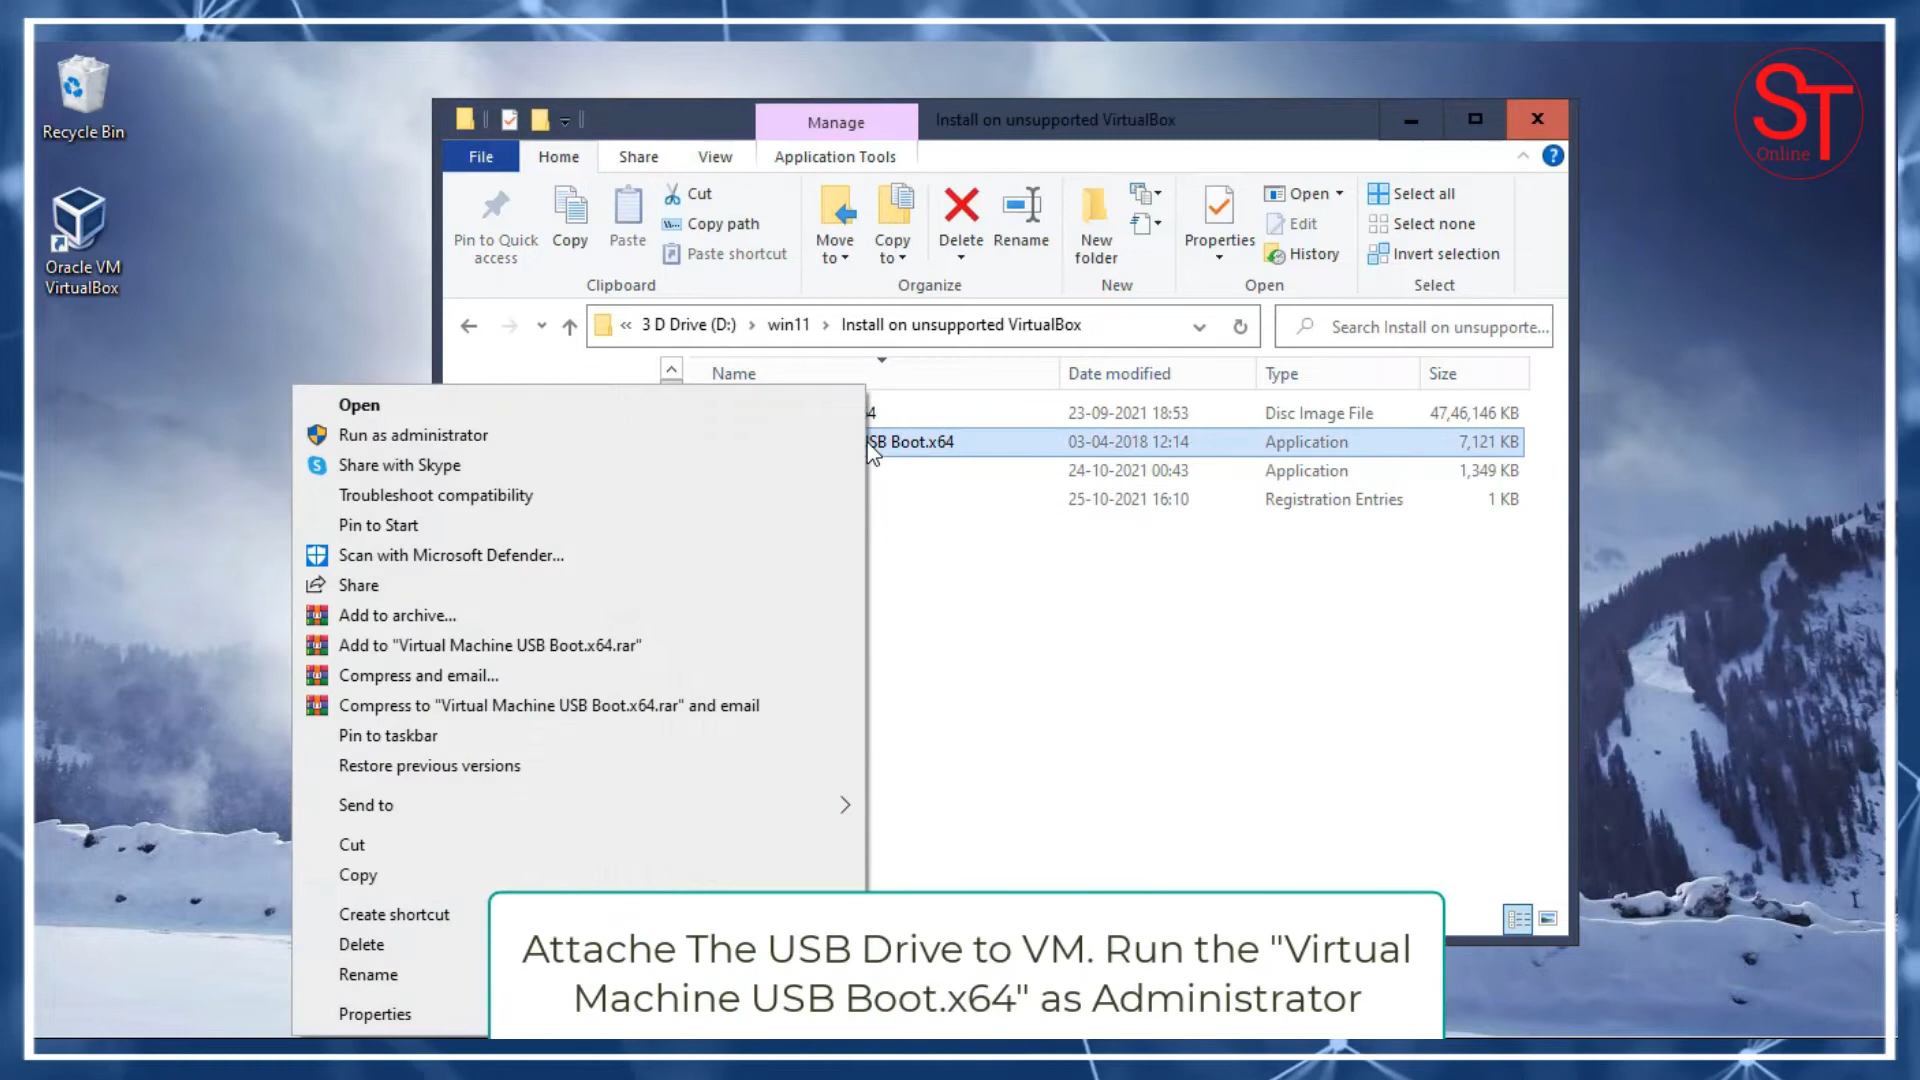 Recycle Bin
Oracle VM
VirtualBox
ST
Online
Manage
Install on unsupported VirtualBox
File
Home
Share
View
Application Tools
Pin to Quick
access
Copy
Paste
Cut
Copy path
Paste shortcut
Clipboard
Move
to
Copy
to
Delete
Rename
Organize
New
folder
New
Properties
Open
Edit
History
Open
Select all
Select none
Invert selection
Select
« 3 D Drive (D:) > win11 > Install on unsupported VirtualBox
Search Install on unsupporte...
Name
Date modified
Type
Size
4
23-09-2021 18:53
Disc Image File
47,46,146 KB
SB Boot.x64
03-04-2018 12:14
Application
7,121 KB
24-10-2021 00:43
Application
1,349 KB
25-10-2021 16:10
Registration Entries
1 KB
Open
Run as administrator
Share with Skype
Troubleshoot compatibility
Pin to Start
Scan with Microsoft Defender...
Share
Add to archive...
Add to "Virtual Machine USB Boot.x64.rar"
Compress and email...
Compress to "Virtual Machine USB Boot.x64.rar" and email
Pin to taskbar
Restore previous versions
Send to
Cut
Copy
Create shortcut
Delete
Rename
Properties
Attache The USB Drive to VM. Run the "Virtual
Machine USB Boot.x64" as Administrator